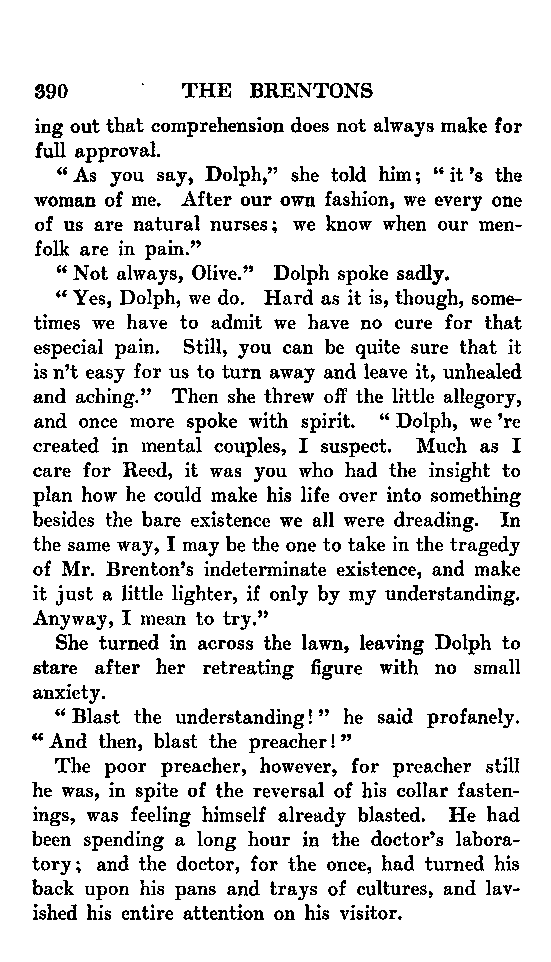 390 THE BRENTONS
ing out that comprehension does not always make for
full approval.
“As you say, Dolph,” she told him; “it 's the
woman of me. After our own fashion, we every one
of us are natural nurses; we know when our men-
folk are in pain.”
“Not always, Olive.” Dolph spoke sadly.
“Yes, Dolph, we do. Hard as it is, though, some-
times we have to admit we have no cure for that
especial pain. Still, you can be quite sure that it
is n't easy for us to turn away and leave it, unhealed
and aching.” Then she threw off the little allegory,
and once more spoke with spirit. “Dolph, we 're
created in mental couples, I suspect. Much as I
care for Reed, it was you who had the insight to
plan how he could make his life over into something
besides the bare existence we all were dreading. In
the same way, I may be the one to take in the tragedy
of Mr. Brenton's indeterminate existence, and make
it just a little lighter, if only by my understanding.
Anyway, I mean to try.”
She turned in across the lawn, leaving Dolph to
stare after her retreating figure with no small
anxiety.
“Blast the understanding!” he said profanely.
“And then, blast the preacher!”
The poor preacher, however, for preacher still
he was, in spite of the reversal of his collar fasten-
ings, was feeling himself already blasted. He had
been spending a long hour in the doctor's labora-
tory; and the doctor, for the once, had turned his
back upon his pans and trays of cultures, and lav-
ished his entire attention on his visitor.